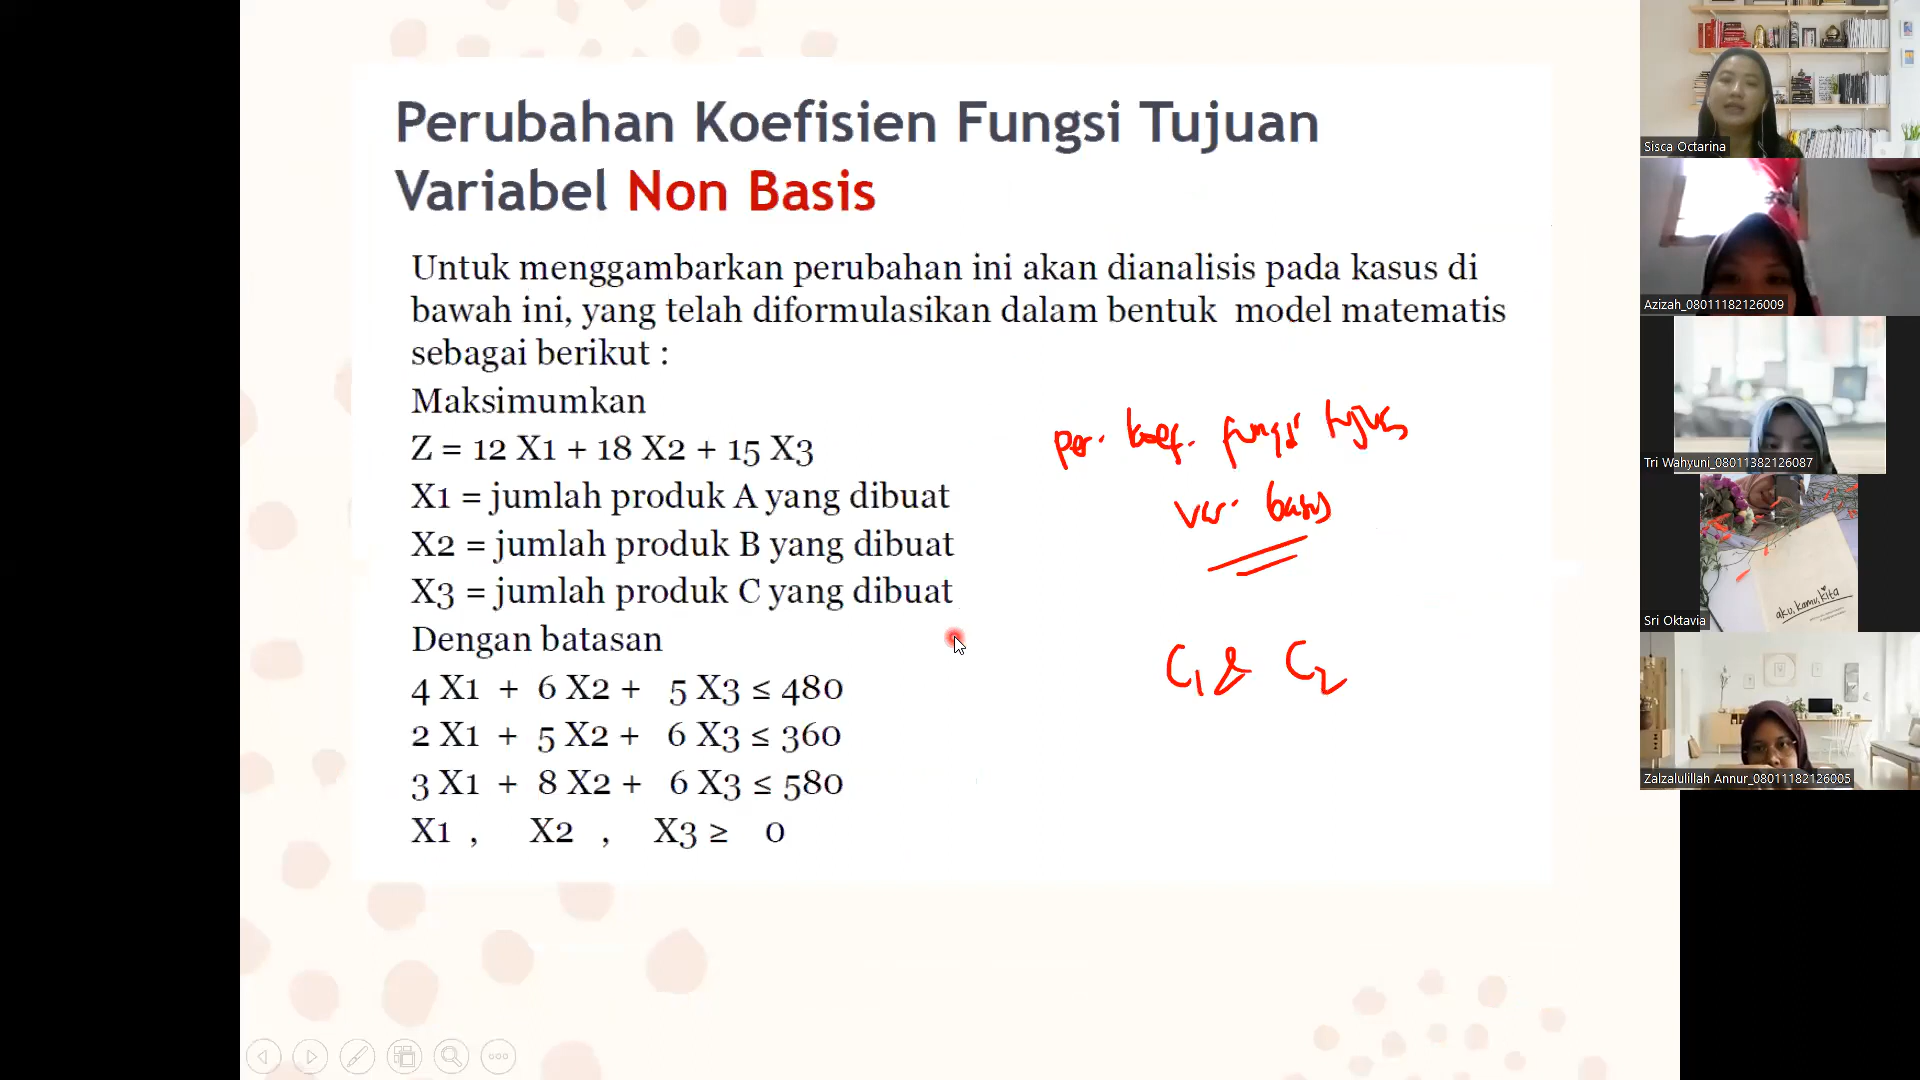 Perubahan Koefisien Fungsi Tujuan
Variabel Non Basis
Untuk menggambarkan perubahan ini akan dianalisis pada kasus di
bawah ini, yang telah diformulasikan dalam bentuk model matematis
sebagai berikut :
Maksimumkan
Z = 12 X1 + 18 X2 + 15 X3
X1 = jumlah produk A yang dibuat
X2 = jumlah produk B yang dibuat
X3 = jumlah produk C yang dibuat
Dengan batasan
4 X1 + 6 X2 + 5 X3 ≤ 480
2 X1 + 5 X2 + 6 X3 ≤ 360
3 X1 + 8 X2 + 6 X3 ≤ 580
X1 , X2 , X3 ≥ 0
per. koef. fungsi tujuan
var. basis
C1 & C2
Sisca Octarina
Azizah_08011182126009
Tri Wahyuni_08011382126087
aku, kamu, kita
Sri Oktavia
Zalzalulillah Annur_08011182126005